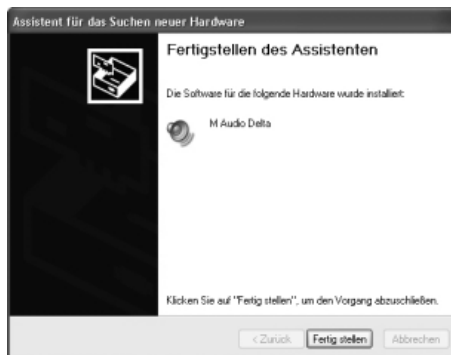 Assistent für das Suchen neuer Hardware
Fertigstellen des Assistenten
Die Software für die folgende Hardware wurde installiert:
M Audio Delta
Klicken Sie auf "Fertig stellen", um den Vorgang abzuschließen.
< Zurück
Fertig stellen
Abbrechen